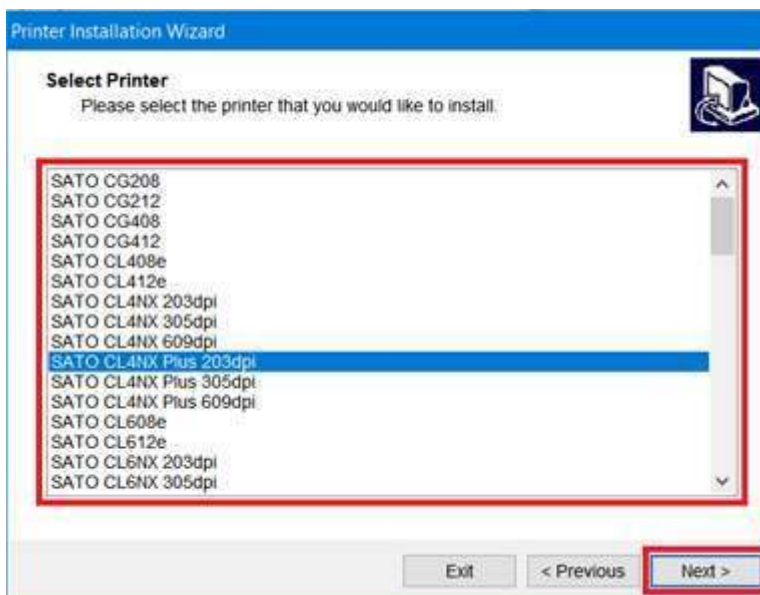 Printer Installation Wizard
Select Printer
Please select the printer that you would like to install.
SATO CG208
SATO CG212
SATO CG408
SATO CG412
SATO CL408e
SATO CL412e
SATO CL4NX 203dpi
SATO CL4NX 305dpi
SATO CL4NX 609dpi
SATO CL4NX Plus 203dpi
SATO CL4NX Plus 305dpi
SATO CL4NX Plus 609dpi
SATO CL608e
SATO CL612e
SATO CL6NX 203dpi
SATO CL6NX 305dpi
Exit < Previous Next >